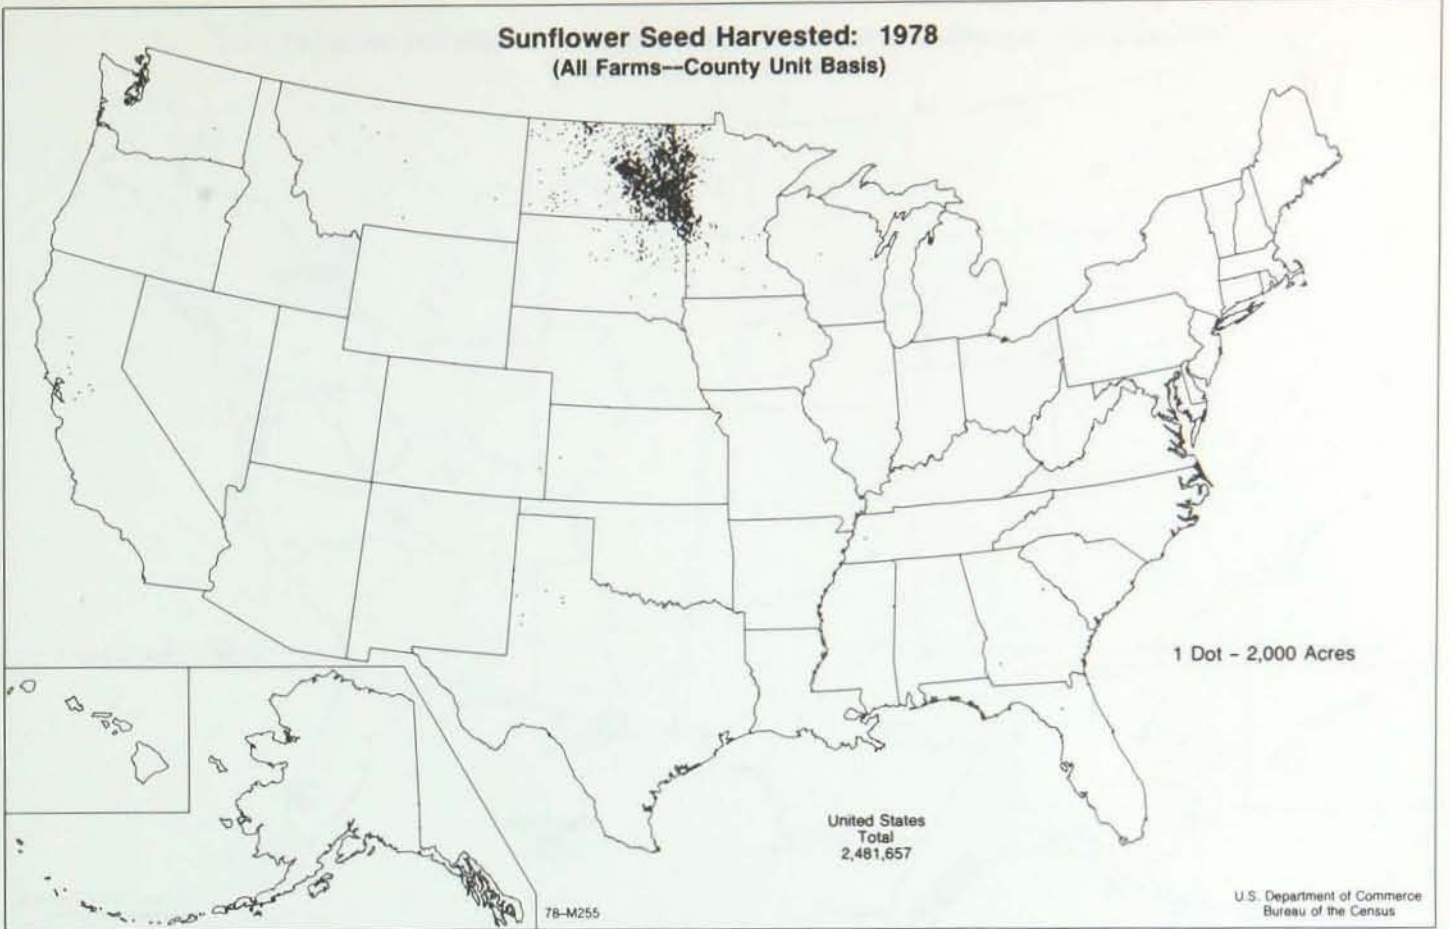 Sunflower Seed Harvested: 1978
(All Farms--County Unit Basis)
1 Dot - 2,000 Acres
United States
Total
2,481,657
78-M255
U.S. Department of Commerce
Bureau of the Census